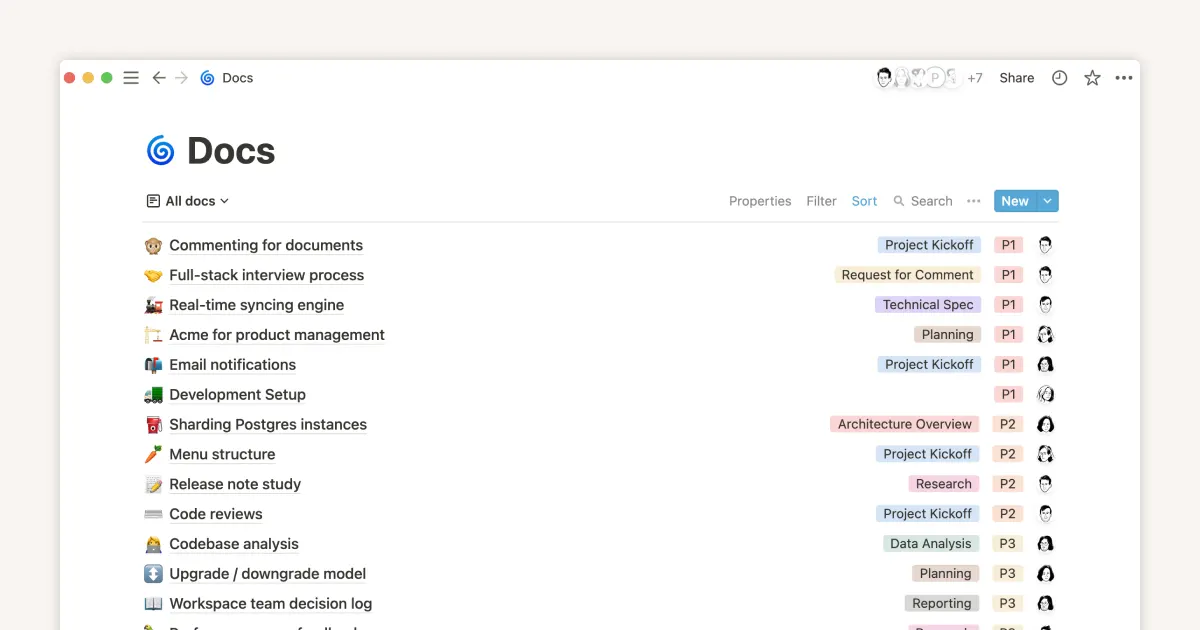 Docs
P +7 Share
Docs
All docs Properties Filter Sort Search New
Commenting for documents Project Kickoff P1
Full-stack interview process Request for Comment P1
Real-time syncing engine Technical Spec P1
Acme for product management Planning P1
Email notifications Project Kickoff P1
Development Setup P1
Sharding Postgres instances Architecture Overview P2
Menu structure Project Kickoff P2
Release note study Research P2
Code reviews Project Kickoff P2
Codebase analysis Data Analysis P3
Upgrade / downgrade model Planning P3
Workspace team decision log Reporting P3